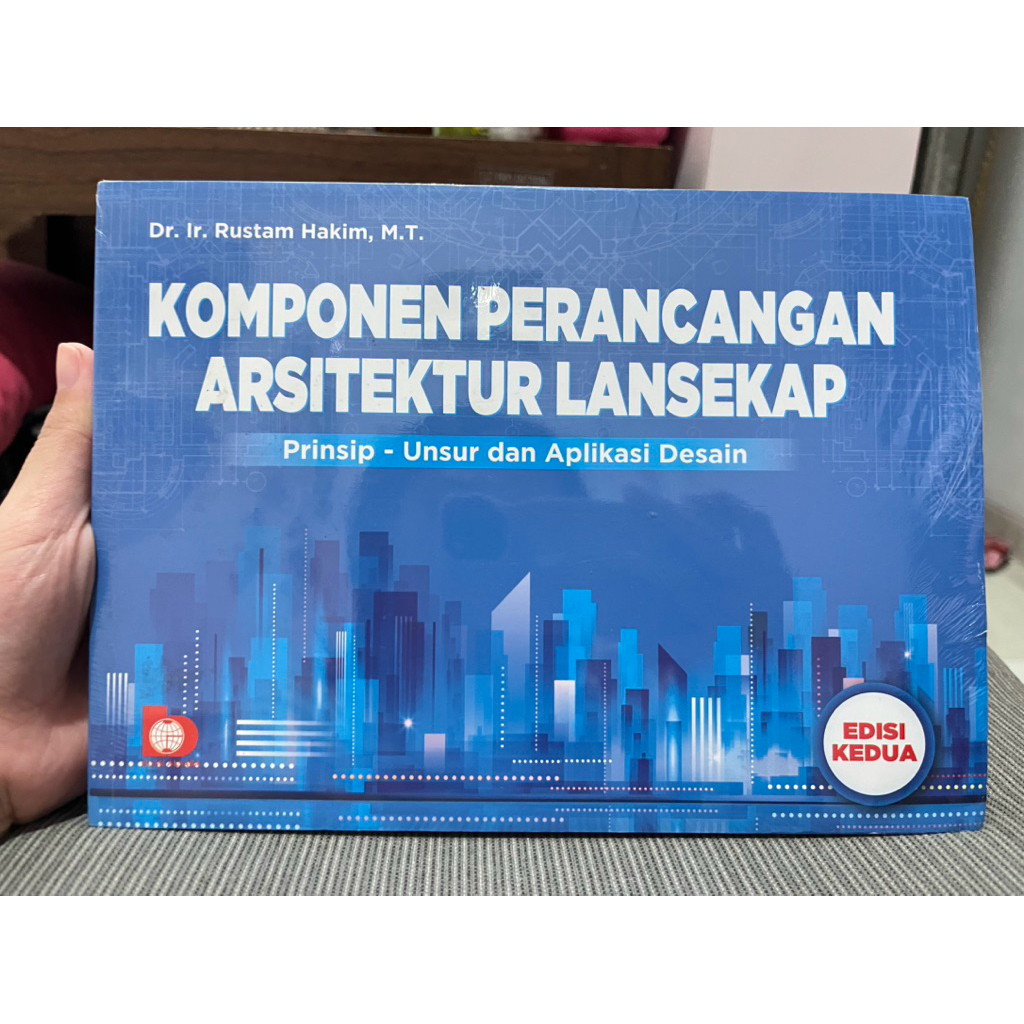 Dr. Ir. Rustam Hakim, M.T.
KOMPONEN PERANCANGAN
ARSITEKTUR LANSEKAP
Prinsip - Unsur dan Aplikasi Desain
b
EDISI
KEDUA